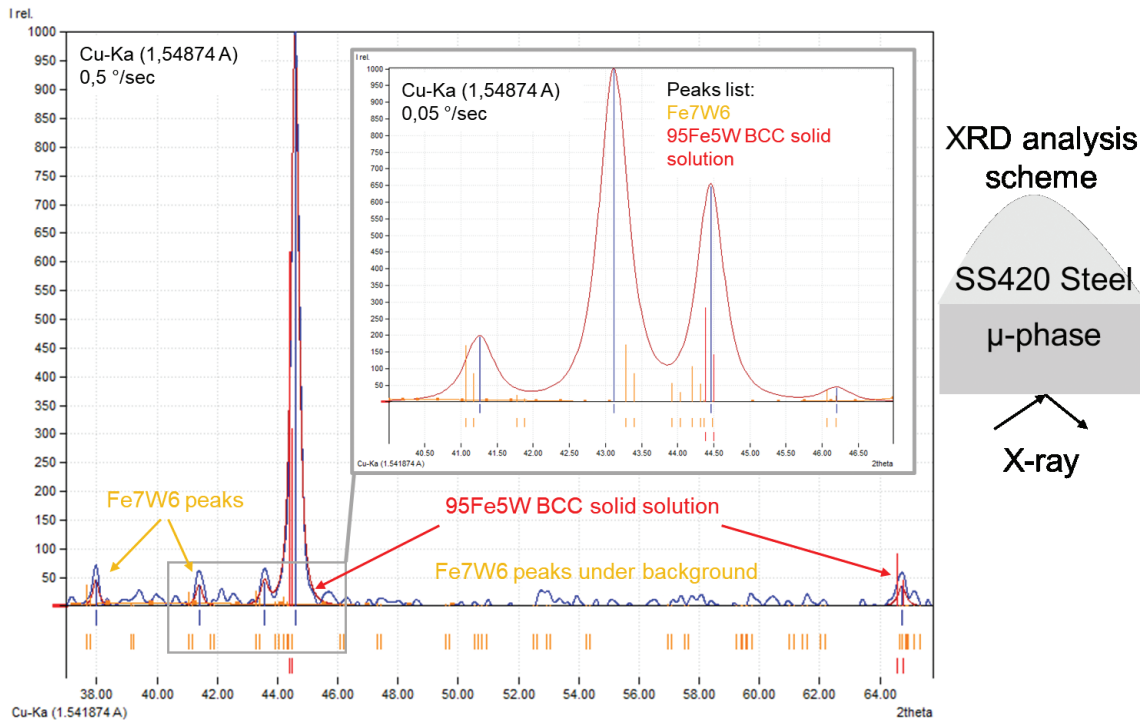 I rel.
1000
950
900
850
800
750
700
650
600
550
500
450
400
350
300
250
200
150
100
50
Cu-Ka (1,54874 A)
0,5 °/sec
I rel.
1000
950
900
850
800
750
700
650
600
550
500
450
400
350
300
250
200
150
100
50
Cu-Ka (1,54874 A)
0,05 °/sec
Peaks list:
Fe7W6
95Fe5W BCC solid
solution
40.50 41.00 41.50 42.00 42.50 43.00 43.50 44.00 44.50 45.00 45.50 46.00 46.50
Cu-Ka (1.541874 A) 2theta
Fe7W6 peaks
95Fe5W BCC solid solution
Fe7W6 peaks under background
38.00 40.00 42.00 44.00 46.00 48.00 50.00 52.00 54.00 56.00 58.00 60.00 62.00 64.00
Cu-Ka (1.541874 A) 2theta
XRD analysis
scheme
SS420 Steel
μ-phase
X-ray